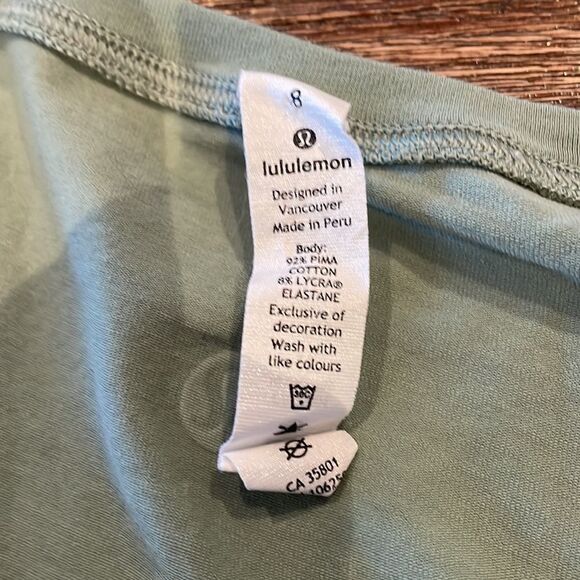 8
lululemon
Designed in
Vancouver
Made in Peru
Body:
92% PIMA
COTTON
8% LYCRA®
ELASTANE
Exclusive of
decoration
Wash with
like colours
30C
CA 35801